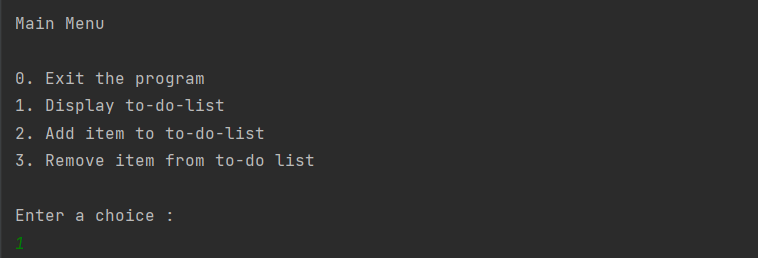 Main Menu
0. Exit the program
1. Display to-do-list
2. Add item to to-do-list
3. Remove item from to-do list
Enter a choice :
1